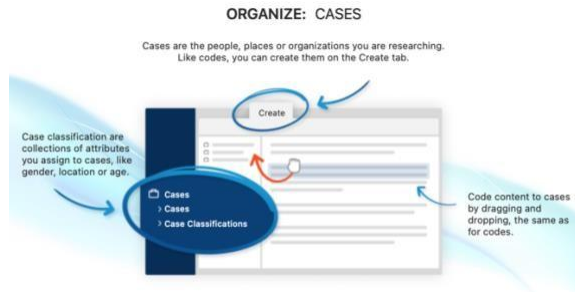 ORGANIZE: CASES
Cases are the people, places or organizations you are researching.
Like codes, you can create them on the Create tab.
Create
Case classification are
collections of attributes
you assign to cases, like
gender, location or age.
Cases
> Cases
> Case Classifications
Code content to cases
by dragging and
dropping, the same as
for codes.